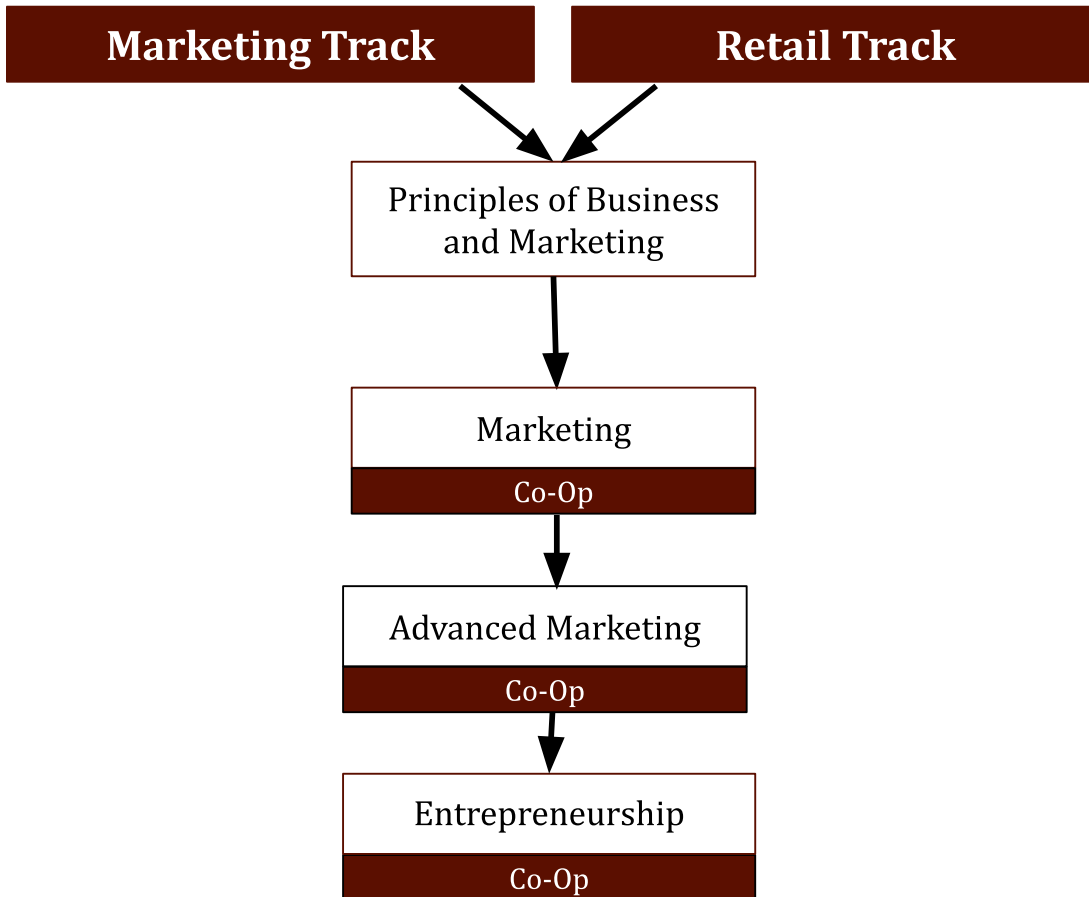 Marketing Track
Retail Track
Principles of Business
and Marketing
Marketing
Co-Op
Advanced Marketing
Co-Op
Entrepreneurship
Co-Op